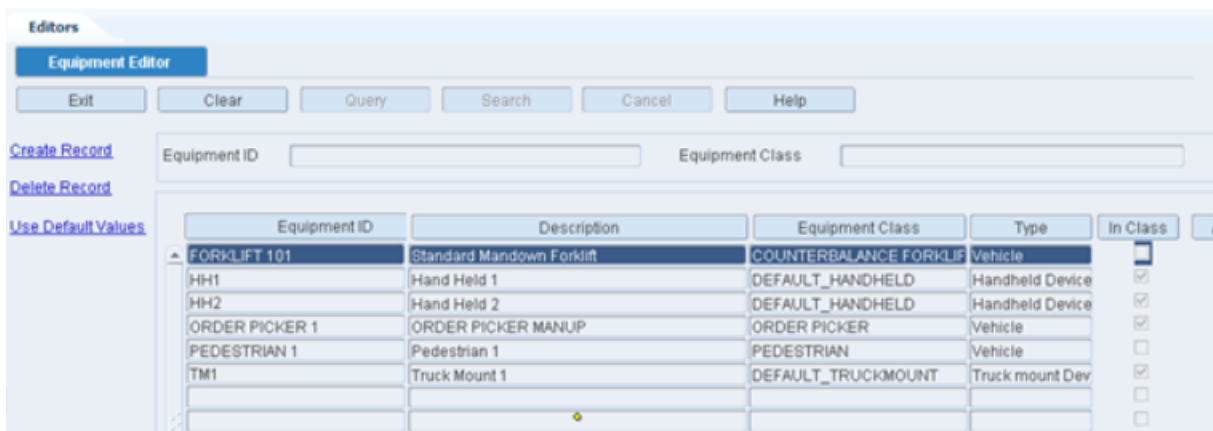 Editors
Equipment Editor
Exit Clear Query Search Cancel Help
Create Record Equipment ID Equipment Class
Delete Record
Use Default Values Equipment ID Description Equipment Class Type In Class
FORKLIFT 101 Standard Mandown Forklift COUNTERBALANCE FORKLIF Vehicle
HH1 Hand Held 1 DEFAULT_HANDHELD Handheld Device
HH2 Hand Held 2 DEFAULT_HANDHELD Handheld Device
ORDER PICKER 1 ORDER PICKER MANUP ORDER PICKER Vehicle
PEDESTRIAN 1 Pedestrian 1 PEDESTRIAN Vehicle
TM1 Truck Mount 1 DEFAULT_TRUCKMOUNT Truck mount Dev